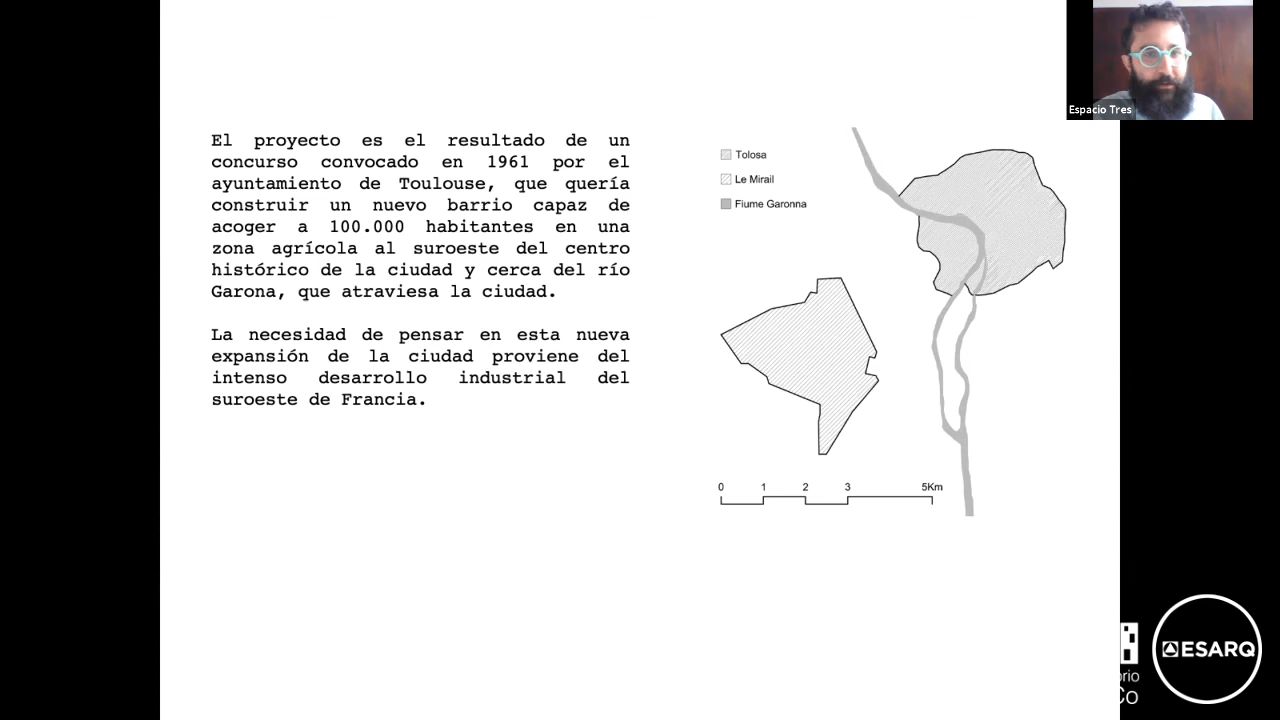 Espacio Tres
El proyecto es el resultado de un
concurso convocado en 1961 por el
ayuntamiento de Toulouse, que quería
construir un nuevo barrio capaz de
acoger a 100.000 habitantes en una
zona agrícola al suroeste del centro
histórico de la ciudad y cerca del río
Garona, que atraviesa la ciudad.
La necesidad de pensar en esta nueva
expansión de la ciudad proviene del
intenso desarrollo industrial del
suroeste de Francia.
Tolosa
Le Mirail
Fiume Garonna
0 1 2 3 5Km
ESARQ